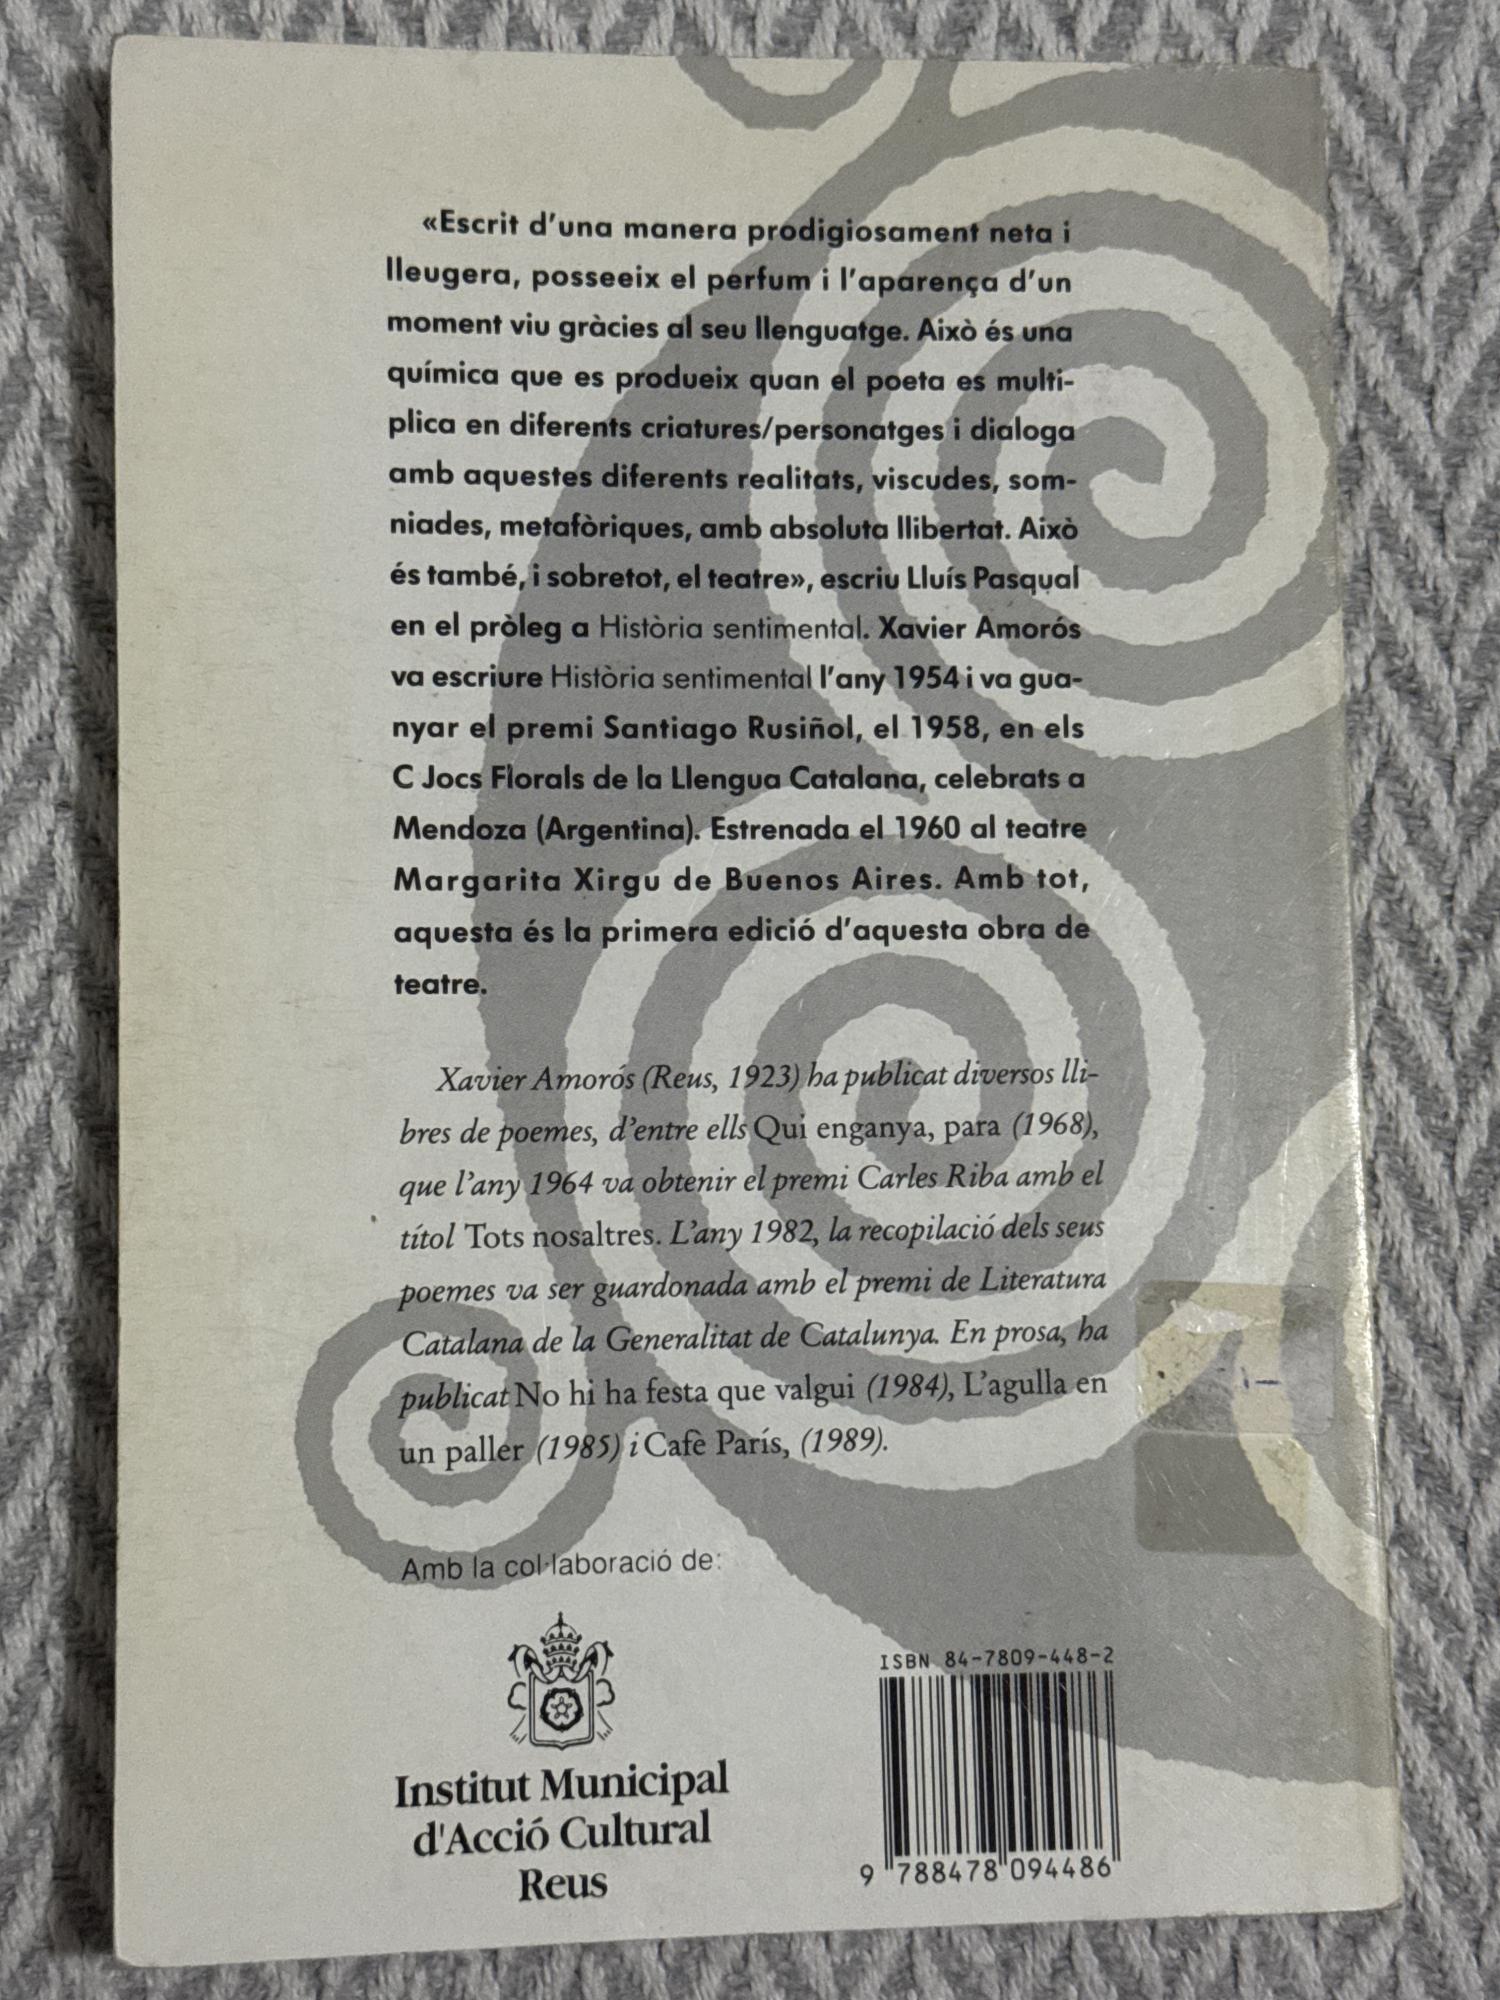 «Escrit d'una manera prodigiosament neta i
lleugera, posseeix el perfum i l'aparença d'un
moment viu gràcies al seu llenguatge. Això és una
química que es produeix quan el poeta es multi-
plica en diferents criatures/personatges i dialoga
amb aquestes diferents realitats, viscudes, som-
niades, metafòriques, amb absoluta llibertat. Això
és també, i sobretot, el teatre», escriu Lluís Pasqual
en el pròleg a Història sentimental. Xavier Amorós
va escriure Història sentimental l'any 1954 i va gua-
nyar el premi Santiago Rusiñol, el 1958, en els
C Jocs Florals de la Llengua Catalana, celebrats a
Mendoza (Argentina). Estrenada el 1960 al teatre
Margarita Xirgu de Buenos Aires. Amb tot,
aquesta és la primera edició d'aquesta obra de
teatre.
Xavier Amorós (Reus, 1923) ha publicat diversos lli-
bres de poemes, d'entre ells Qui enganya, para (1968),
que l'any 1964 va obtenir el premi Carles Riba amb el
títol Tots nosaltres. L'any 1982, la recopilació dels seus
poemes va ser guardonada amb el premi de Literatura
Catalana de la Generalitat de Catalunya. En prosa, ha
publicat No hi ha festa que valgui (1984), L'agulla en
un paller (1985) i Cafè París, (1989).
Amb la col·laboració de:
Institut Municipal
d'Acció Cultural
Reus
ISBN 84-7809-448-2
9 788478 094486